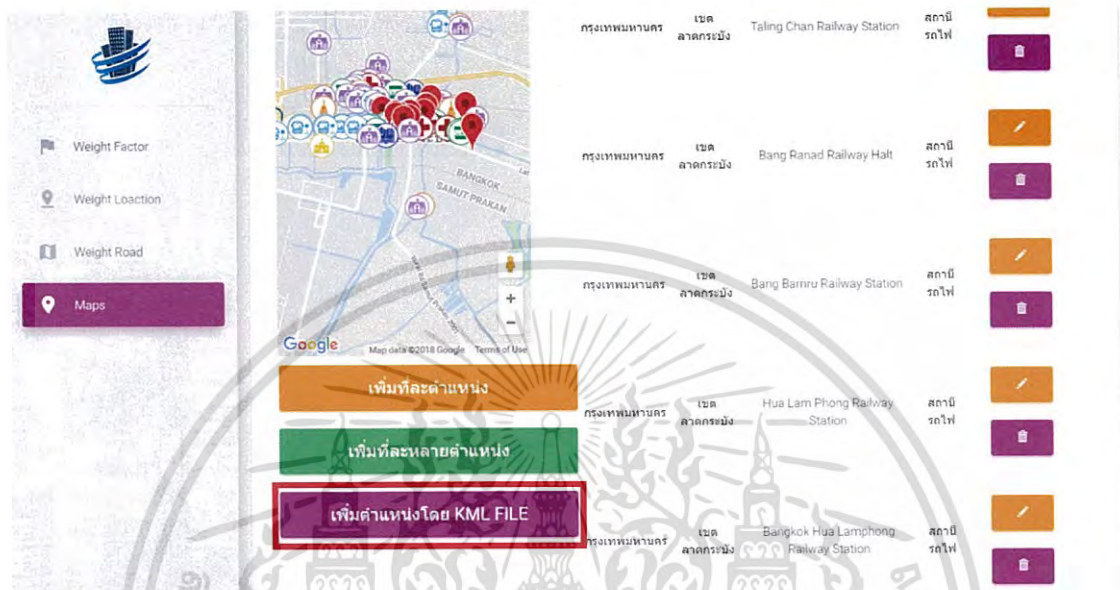 Weight Factor
Weight Loaction
Weight Road
Maps
BANGKOK
SAMUT PRAKAN
Google
Map data ©2018 Google Terms of Use
เพิ่มทีละตำแหน่ง
เพิ่มทีละหลายตำแหน่ง
เพิ่มตำแหน่งโดย KML FILE
กรุงเทพมหานคร เขต ลาดกระบัง Taling Chan Railway Station สถานี รถไฟ
กรุงเทพมหานคร เขต ลาดกระบัง Bang Ranad Railway Halt สถานี รถไฟ
กรุงเทพมหานคร เขต ลาดกระบัง Bang Bamru Railway Station สถานี รถไฟ
กรุงเทพมหานคร เขต ลาดกระบัง Hua Lam Phong Railway Station สถานี รถไฟ
กรุงเทพมหานคร เขต ลาดกระบัง Bangkok Hua Lamphong Railway Station สถานี รถไฟ